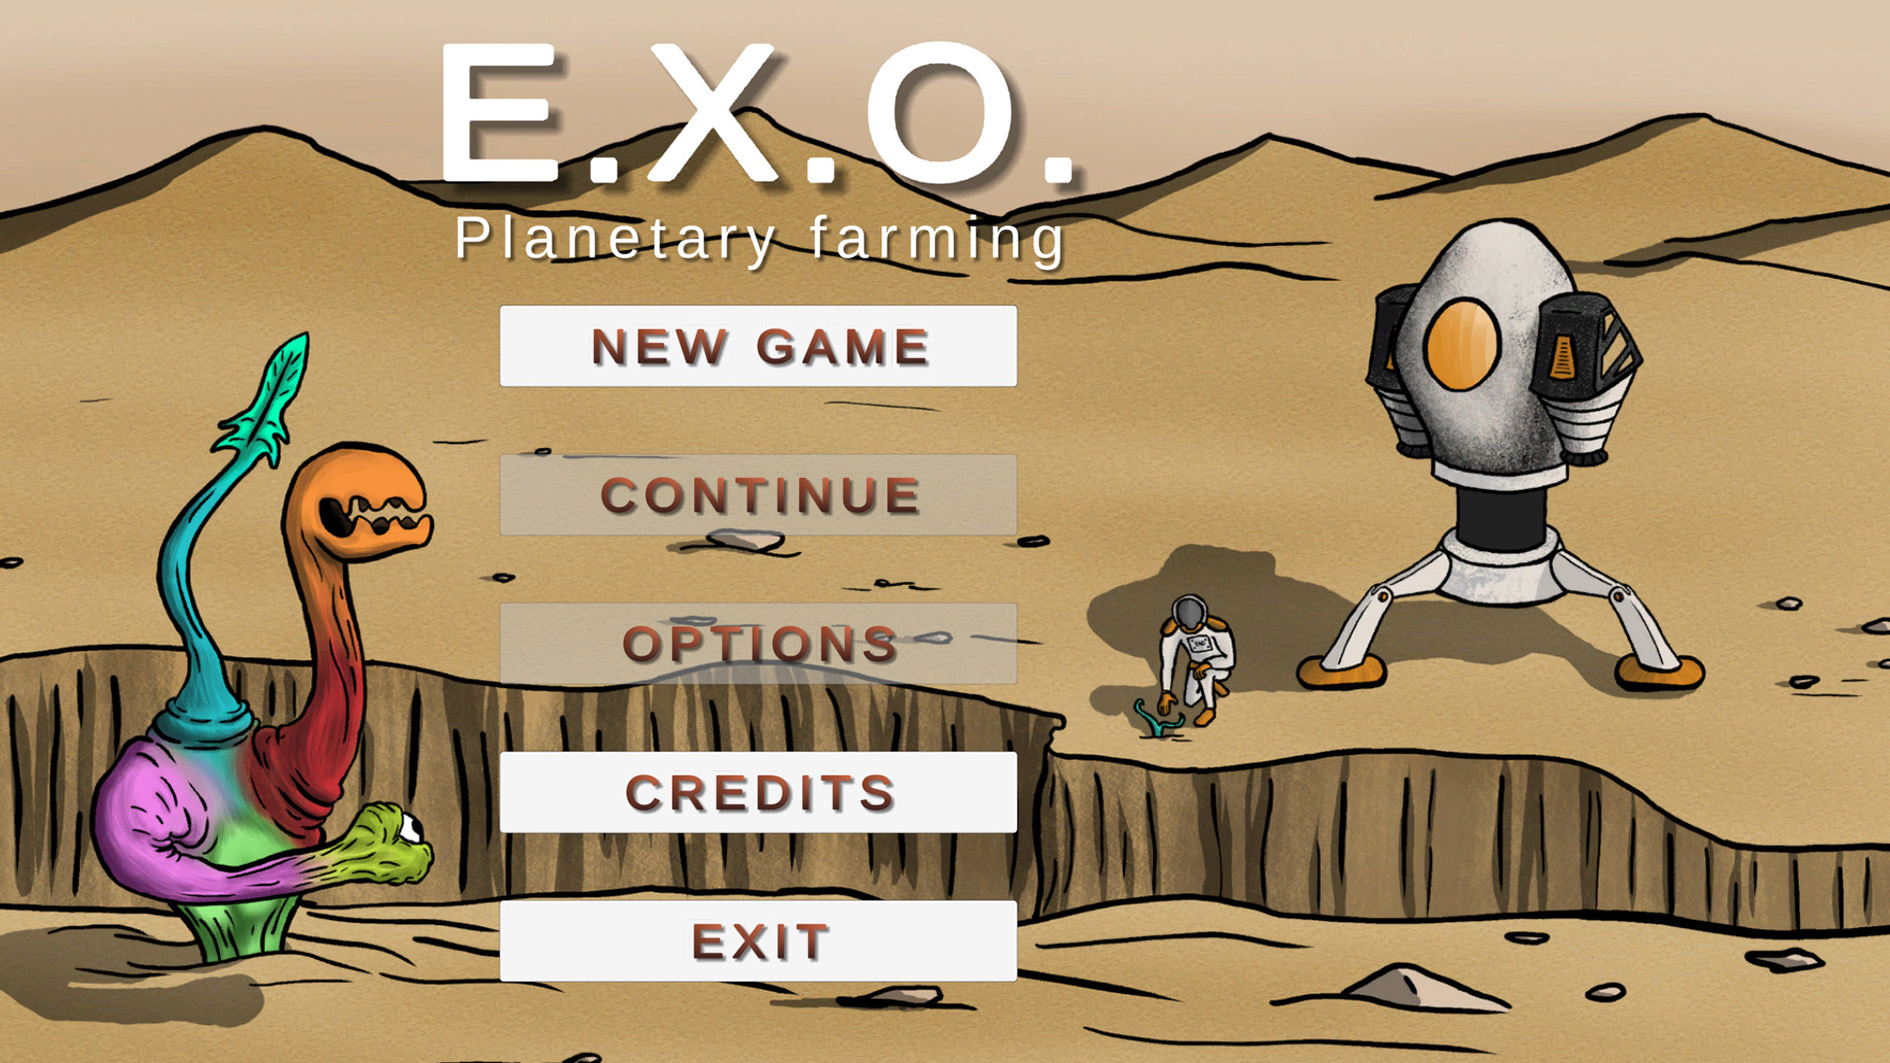 E.X.O.
Planetary farming
NEW GAME
CONTINUE
OPTIONS
CREDITS
EXIT